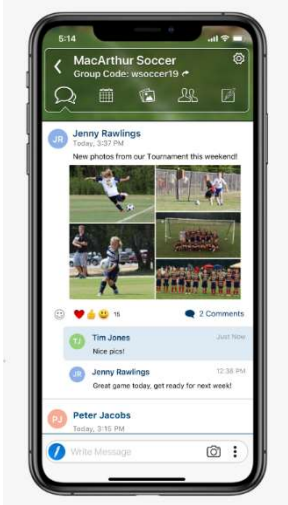 5:14
MacArthur Soccer
Group Code: wsoccer19
JR
Jenny Rawlings
Today, 3:37 PM
New photos from our Tournament this weekend!
15
2 Comments
TJ
Tim Jones
Just Now
Nice pics!
JR
Jenny Rawlings
12:36 PM
Great game today, get ready for next week!
PJ
Peter Jacobs
Today, 3:15 PM
Write Message